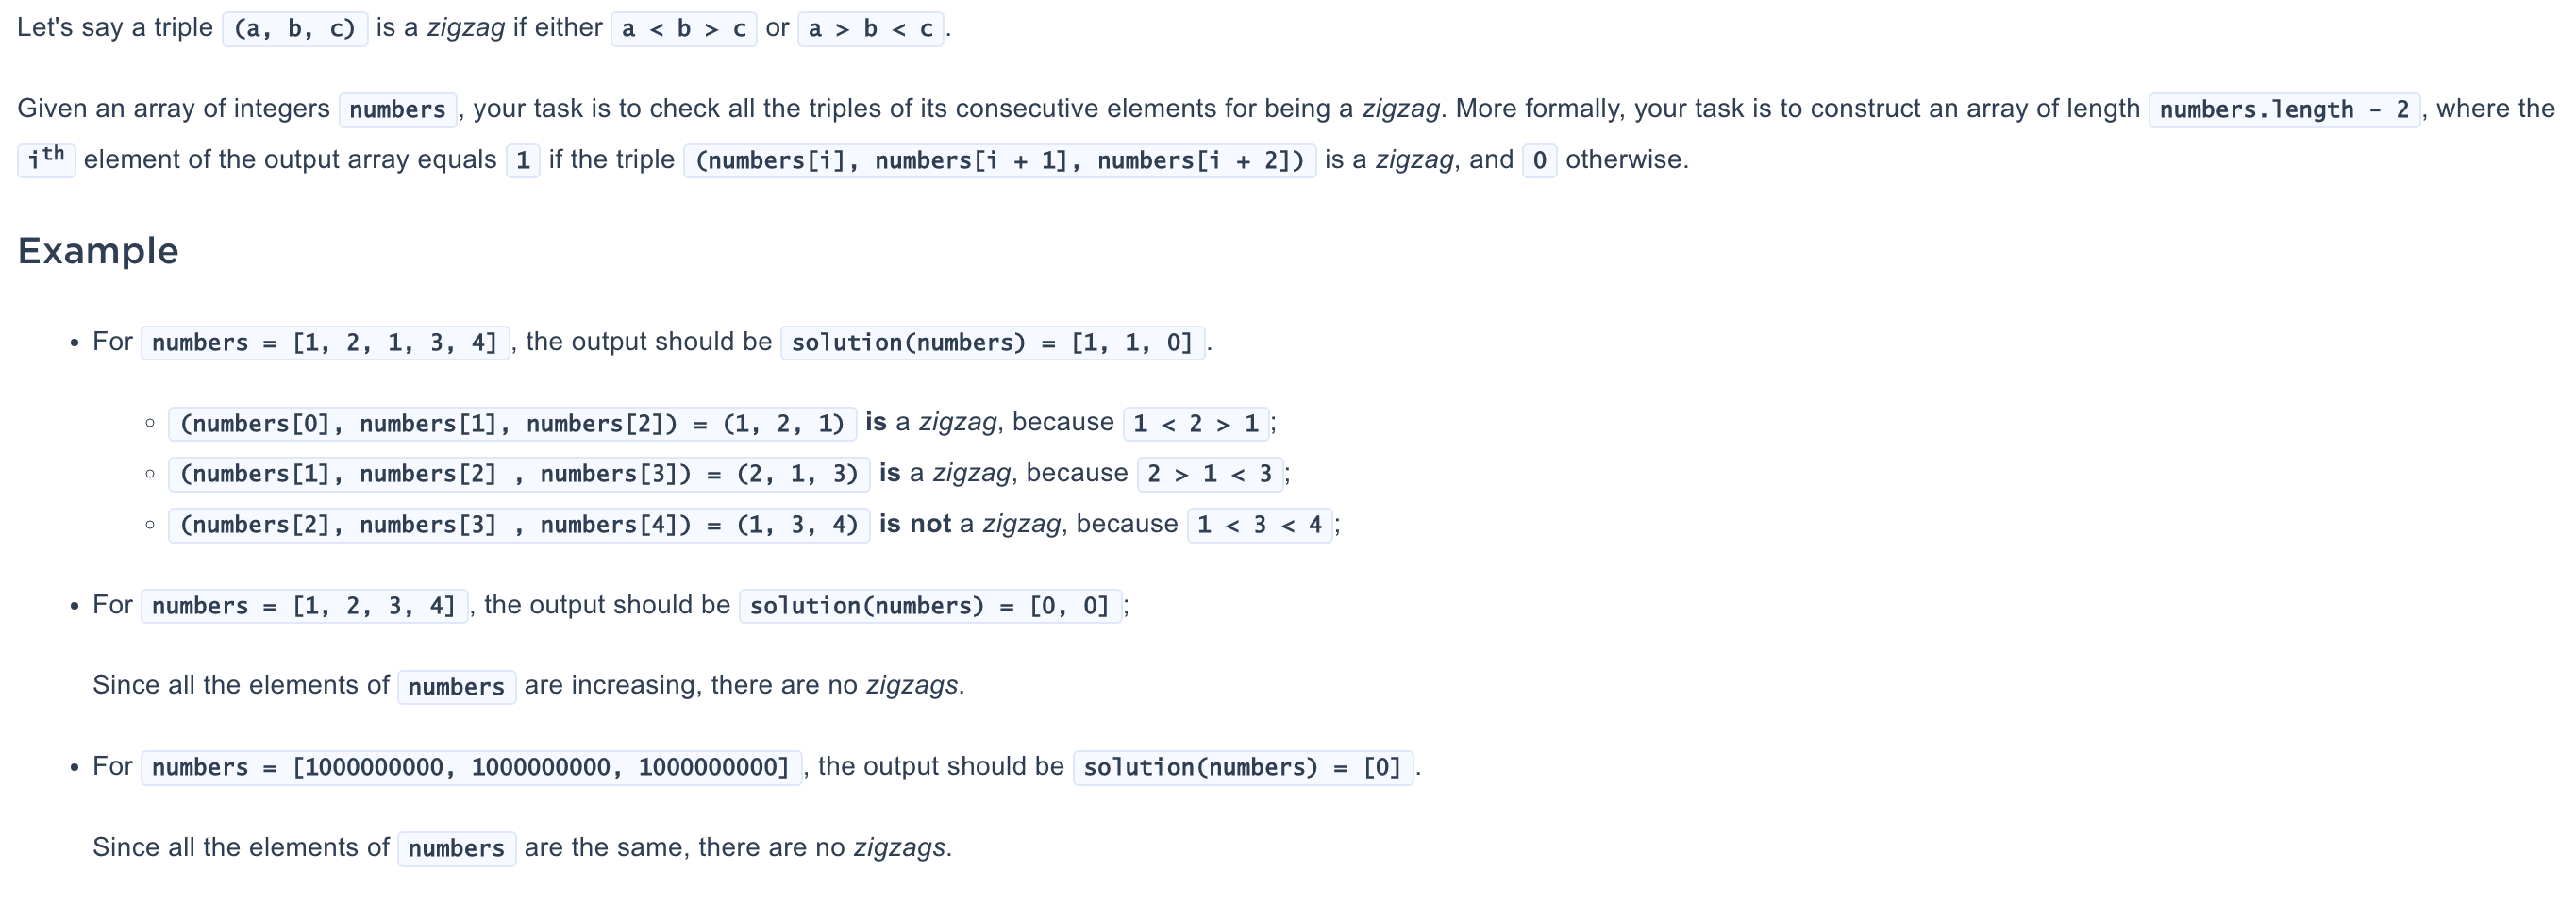 Let's say a triple (a, b, c) is a zigzag if either a < b > c or a > b < c.
Given an array of integers numbers, your task is to check all the triples of its consecutive elements for being a zigzag. More formally, your task is to construct an array of length numbers.length - 2, where the
ith element of the output array equals 1 if the triple (numbers[i], numbers[i + 1], numbers[i + 2]) is a zigzag, and 0 otherwise.
Example
• For numbers = [1, 2, 1, 3, 4], the output should be solution(numbers) = [1, 1, 0].
◦ (numbers[0], numbers[1], numbers[2]) = (1, 2, 1) is a zigzag, because 1 < 2 > 1;
◦ (numbers[1], numbers[2] , numbers[3]) = (2, 1, 3) is a zigzag, because 2 > 1 < 3;
◦ (numbers[2], numbers[3] , numbers[4]) = (1, 3, 4) is not a zigzag, because 1 < 3 < 4;
• For numbers = [1, 2, 3, 4], the output should be solution(numbers) = [0, 0];
Since all the elements of numbers are increasing, there are no zigzags.
• For numbers = [1000000000, 1000000000, 1000000000], the output should be solution(numbers) = [0].
Since all the elements of numbers are the same, there are no zigzags.